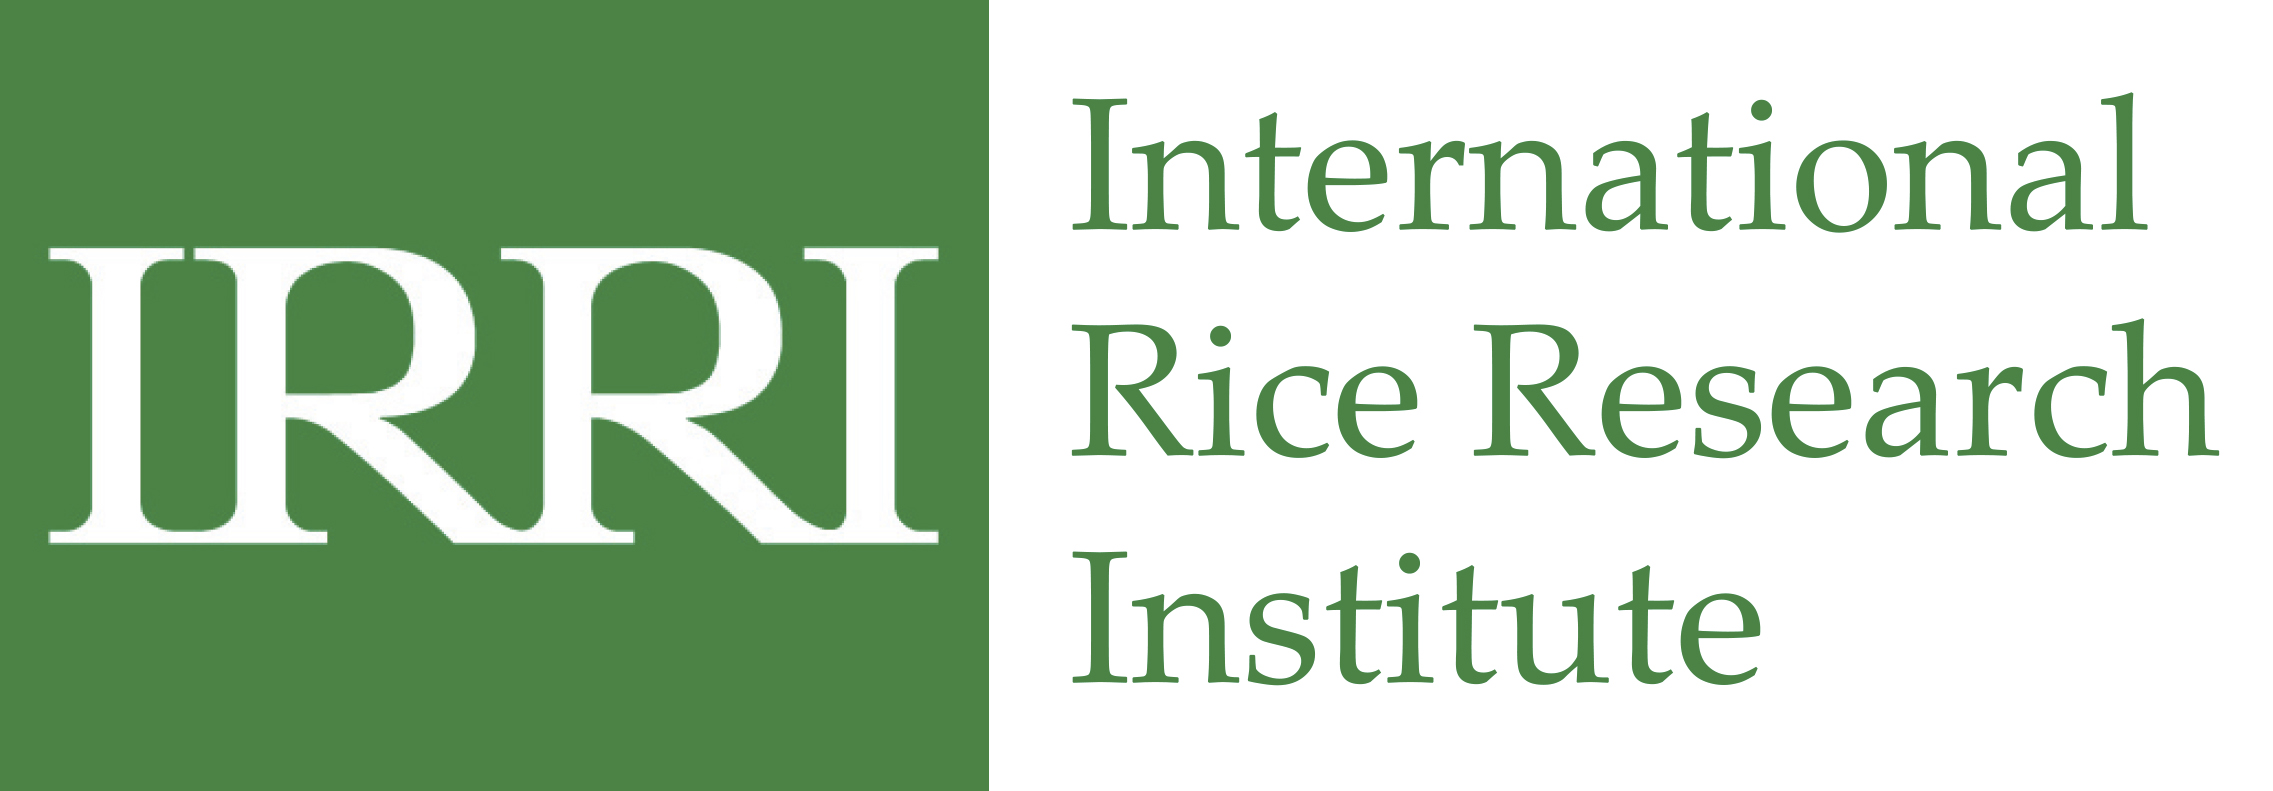 IRRI
International
Rice Research
Institute